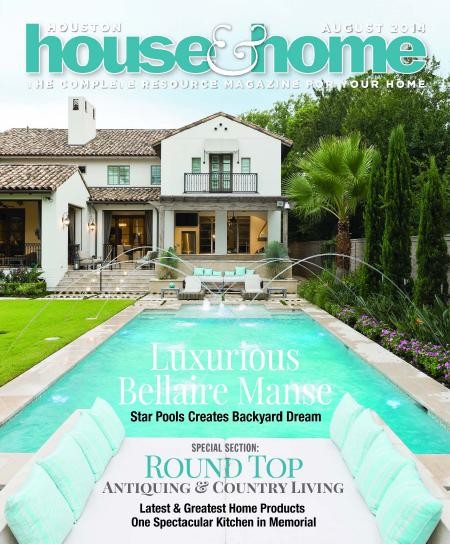 HOUSTON AUGUST 2014
house&home
THE COMPLETE RESOURCE MAGAZINE FOR YOUR HOME
Luxurious
Bellaire Manse
Star Pools Creates Backyard Dream
SPECIAL SECTION:
ROUND TOP
ANTIQUING & COUNTRY LIVING
Latest & Greatest Home Products
One Spectacular Kitchen in Memorial